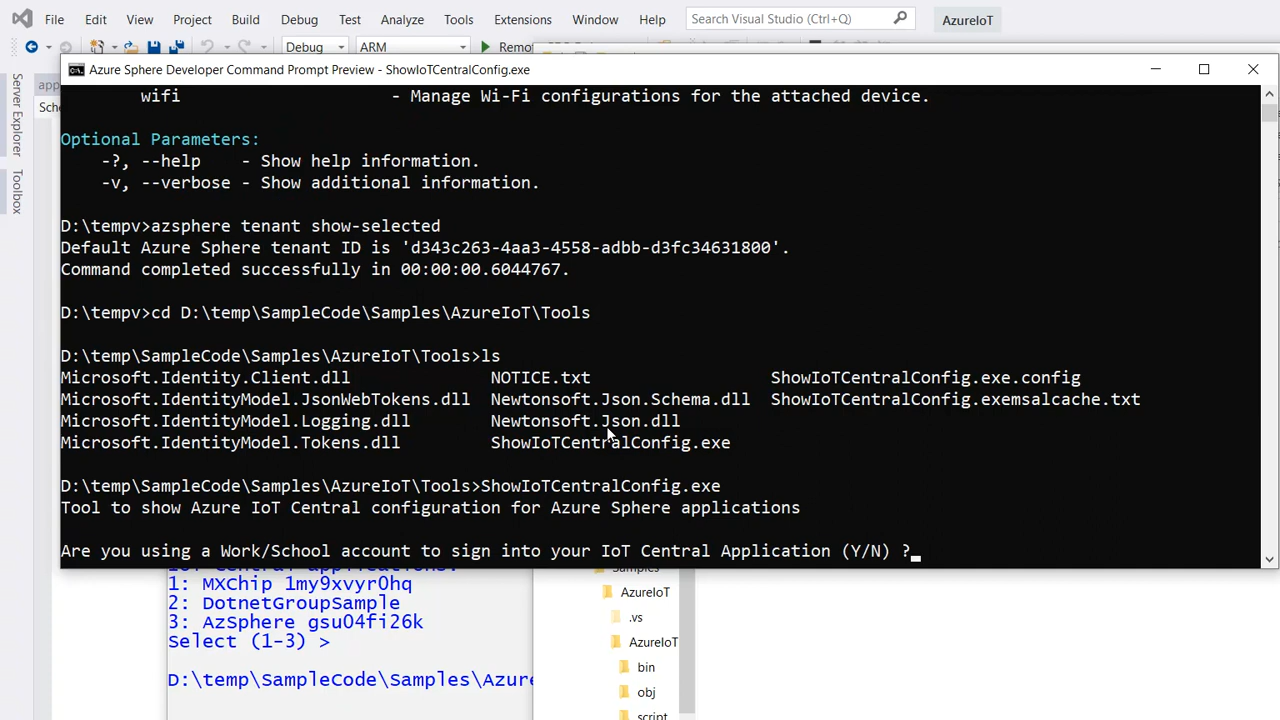 File Edit View Project Build Debug Test Analyze Tools Extensions Window Help Search Visual Studio (Ctrl+Q) AzureIoT
Debug ARM
Azure Sphere Developer Command Prompt Preview - ShowIoTCentralConfig.exe
Server Explorer
Toolbox
wifi - Manage Wi-Fi configurations for the attached device.
Optional Parameters:
-?, --help - Show help information.
-v, --verbose - Show additional information.
D:\tempv>azsphere tenant show-selected
Default Azure Sphere tenant ID is 'd343c263-4aa3-4558-adbb-d3fc34631800'.
Command completed successfully in 00:00:00.6044767.
D:\tempv>cd D:\temp\SampleCode\Samples\AzureIoT\Tools
D:\temp\SampleCode\Samples\AzureIoT\Tools>ls
Microsoft.Identity.Client.dll NOTICE.txt ShowIoTCentralConfig.exe.config
Microsoft.IdentityModel.JsonWebTokens.dll Newtonsoft.Json.Schema.dll ShowIoTCentralConfig.exemsalcache.txt
Microsoft.IdentityModel.Logging.dll Newtonsoft.Json.dll
Microsoft.IdentityModel.Tokens.dll ShowIoTCentralConfig.exe
D:\temp\SampleCode\Samples\AzureIoT\Tools>ShowIoTCentralConfig.exe
Tool to show Azure IoT Central configuration for Azure Sphere applications
Are you using a Work/School account to sign into your IoT Central Application (Y/N) ?
1: MXChip 1my9xvyr0hq
2: DotnetGroupSample
3: AzSphere gsu04fi26k
Select (1-3) >
D:\temp\SampleCode\Samples\Azure
AzureIoT
.vs
AzureIoT
bin
obj
script